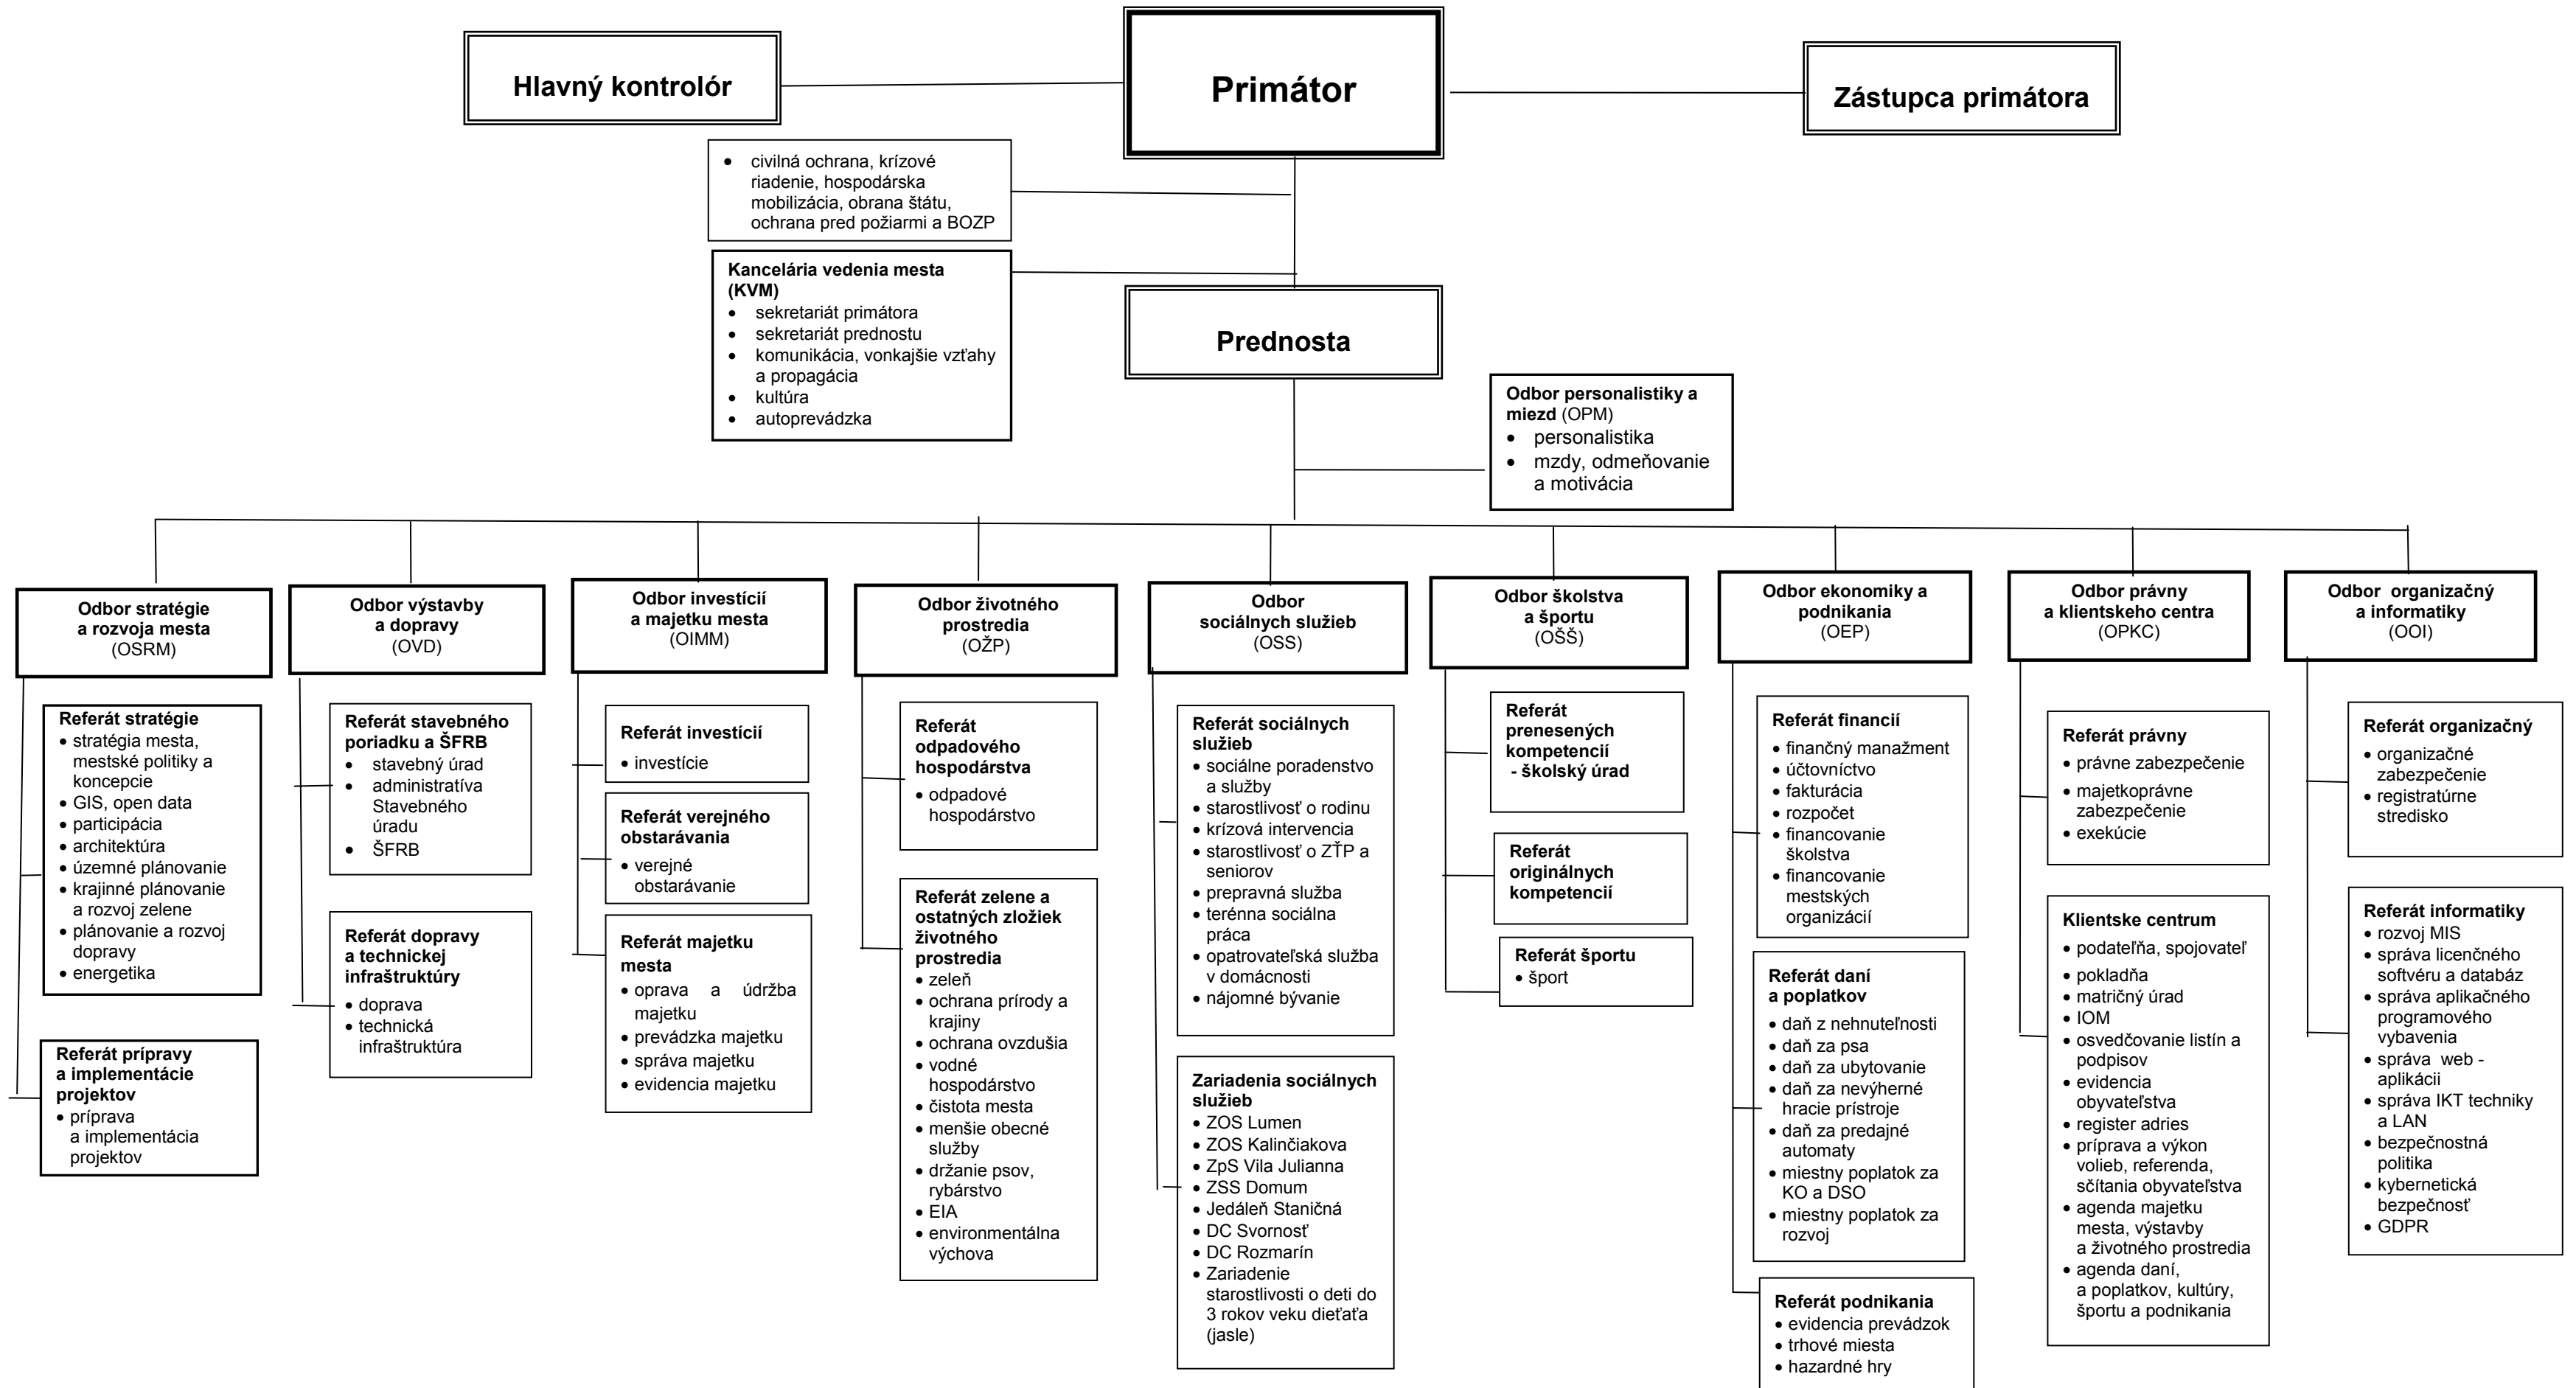 Hlavný kontrolór
Primátor
Zástupca primátora
• civilná ochrana, krízové
riadenie, hospodárska
mobilizácia, obrana štátu,
ochrana pred požiarmi a BOZP
Kancelária vedenia mesta
(KVM)
• sekretariát primátora
• sekretariát prednostu
• komunikácia, vonkajšie vzťahy
a propagácia
• kultúra
• autoprevádzka
Prednosta
Odbor personalistiky a
miezd (OPM)
• personalistika
• mzdy, odmeňovanie
a motivácia
Odbor stratégie
a rozvoja mesta
(OSRM)
Referát stratégie
• stratégia mesta,
mestské politiky a
koncepcie
• GIS, open data
• participácia
• architektúra
• územné plánovanie
• krajinné plánovanie
a rozvoj zelene
• plánovanie a rozvoj
dopravy
• energetika
Referát prípravy
a implementácie
projektov
• príprava
a implementácia
projektov
Odbor výstavby
a dopravy
(OVD)
Referát stavebného
poriadku a ŠFRB
• stavebný úrad
• administratíva
Stavebného
úradu
• ŠFRB
Referát dopravy
a technickej
infraštruktúry
• doprava
• technická
infraštruktúra
Odbor investícií
a majetku mesta
(OIMM)
Referát investícií
• investície
Referát verejného
obstarávania
• verejné
obstarávanie
Referát majetku
mesta
• oprava a údržba
majetku
• prevádzka majetku
• správa majetku
• evidencia majetku
Odbor životného
prostredia
(OŽP)
Referát
odpadového
hospodárstva
• odpadové
hospodárstvo
Referát zelene a
ostatných zložiek
životného
prostredia
• zeleň
• ochrana prírody a
krajiny
• ochrana ovzdušia
• vodné
hospodárstvo
• čistota mesta
• menšie obecné
služby
• držanie psov,
rybárstvo
• EIA
• environmentálna
výchova
Odbor
sociálnych služieb
(OSS)
Referát sociálnych
služieb
• sociálne poradenstvo
a služby
• starostlivosť o rodinu
• krízová intervencia
• starostlivosť o ZŤP a
seniorov
• prepravná služba
• terénna sociálna
práca
• opatrovateľská služba
v domácnosti
• nájomné bývanie
Zariadenia sociálnych
služieb
• ZOS Lumen
• ZOS Kalinčiakova
• ZpS Vila Julianna
• ZSS Domum
• Jedáleň Staničná
• DC Svornosť
• DC Rozmarín
• Zariadenie
starostlivosti o deti do
3 rokov veku dieťaťa
(jasle)
Odbor školstva
a športu
(OŠŠ)
Referát
prenesených
kompetencií
- školský úrad
Referát
originálnych
kompetencií
Referát športu
• šport
Odbor ekonomiky a
podnikania
(OEP)
Referát financií
• finančný manažment
• účtovníctvo
• fakturácia
• rozpočet
• financovanie
školstva
• financovanie
mestských
organizácií
Referát daní
a poplatkov
• daň z nehnuteľnosti
• daň za psa
• daň za ubytovanie
• daň za nevýherné
hracie prístroje
• daň za predajné
automaty
• miestny poplatok za
KO a DSO
• miestny poplatok za
rozvoj
Referát podnikania
• evidencia prevádzok
• trhové miesta
• hazardné hry
Odbor právny
a klientskeho centra
(OPKC)
Referát právny
• právne zabezpečenie
• majetkoprávne
zabezpečenie
• exekúcie
Klientske centrum
• podateľňa, spojovateľ
• pokladňa
• matričný úrad
• IOM
• osvedčovanie listín a
podpisov
• evidencia
obyvateľstva
• register adries
• príprava a výkon
volieb, referenda,
sčítania obyvateľstva
• agenda majetku
mesta, výstavby
a životného prostredia
• agenda daní,
a poplatkov, kultúry,
športu a podnikania
Odbor organizačný
a informatiky
(OOI)
Referát organizačný
• organizačné
zabezpečenie
• registratúrne
stredisko
Referát informatiky
• rozvoj MIS
• správa licenčného
softvéru a databáz
• správa aplikačného
programového
vybavenia
• správa web -
aplikácii
• správa IKT techniky
a LAN
• bezpečnostná
politika
• kybernetická
bezpečnosť
• GDPR